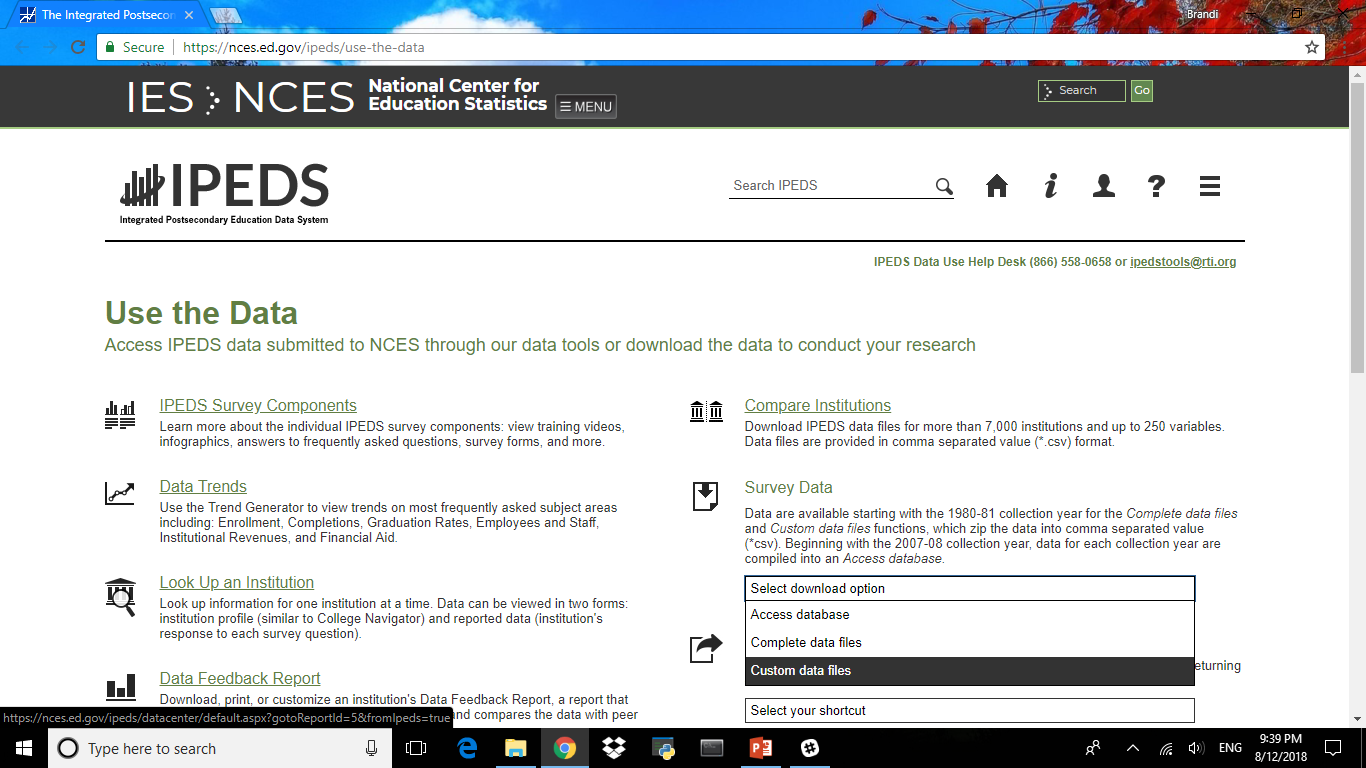 The Integrated Postsecon
Brandi
Secure
https://nces.ed.gov/ipeds/use-the-data
IES NCES
National Center for
Education Statistics
MENU
Search
Go
IPEDS
Integrated Postsecondary Education Data System
Search IPEDS
IPEDS Data Use Help Desk (866) 558-0658 or ipedstools@rti.org
Use the Data
Access IPEDS data submitted to NCES through our data tools or download the data to conduct your research
IPEDS Survey Components
Learn more about the individual IPEDS survey components: view training videos,
infographics, answers to frequently asked questions, survey forms, and more.
Data Trends
Use the Trend Generator to view trends on most frequently asked subject areas
including: Enrollment, Completions, Graduation Rates, Employees and Staff,
Institutional Revenues, and Financial Aid.
Look Up an Institution
Look up information for one institution at a time. Data can be viewed in two forms:
institution profile (similar to College Navigator) and reported data (institution's
response to each survey question).
Data Feedback Report
Download, print, or customize an institution's Data Feedback Report, a report that
and compares the data with peer
Compare Institutions
Download IPEDS data files for more than 7,000 institutions and up to 250 variables.
Data files are provided in comma separated value (*.csv) format.
Survey Data
Data are available starting with the 1980-81 collection year for the Complete data files
and Custom data files functions, which zip the data into comma separated value
(*csv). Beginning with the 2007-08 collection year, data for each collection year are
compiled into an Access database.
Select download option
Access database
Complete data files
Custom data files
eturning
Select your shortcut
https://nces.ed.gov/ipeds/datacenter/default.aspx?gotoReportId=5&fromIpeds=true
Type here to search
ENG
9:39 PM
8/12/2018